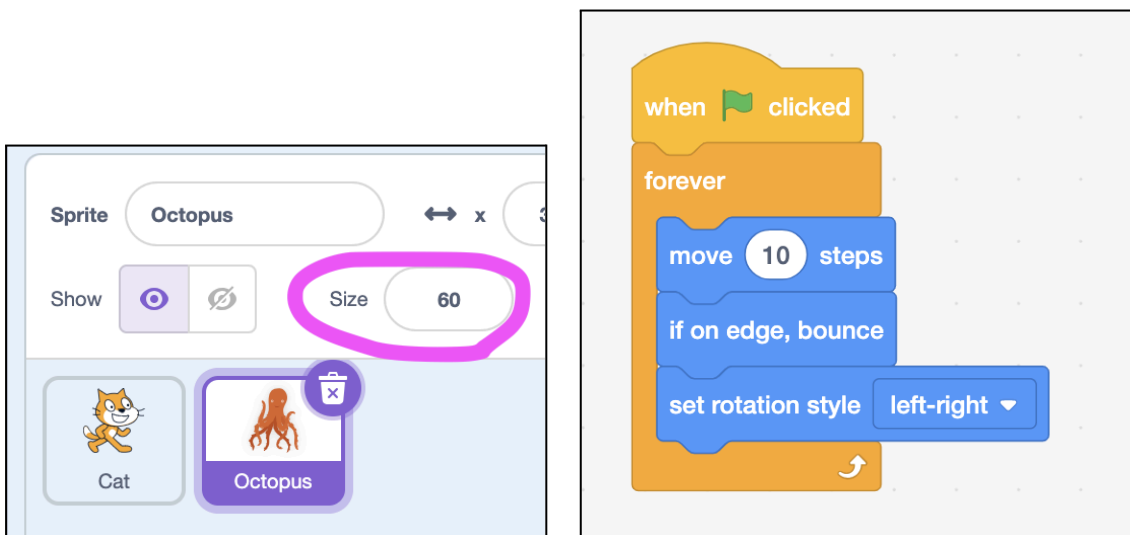 Sprite Octopus x
Show Size 60
Cat Octopus
when clicked
forever
move 10 steps
if on edge, bounce
set rotation style left-right